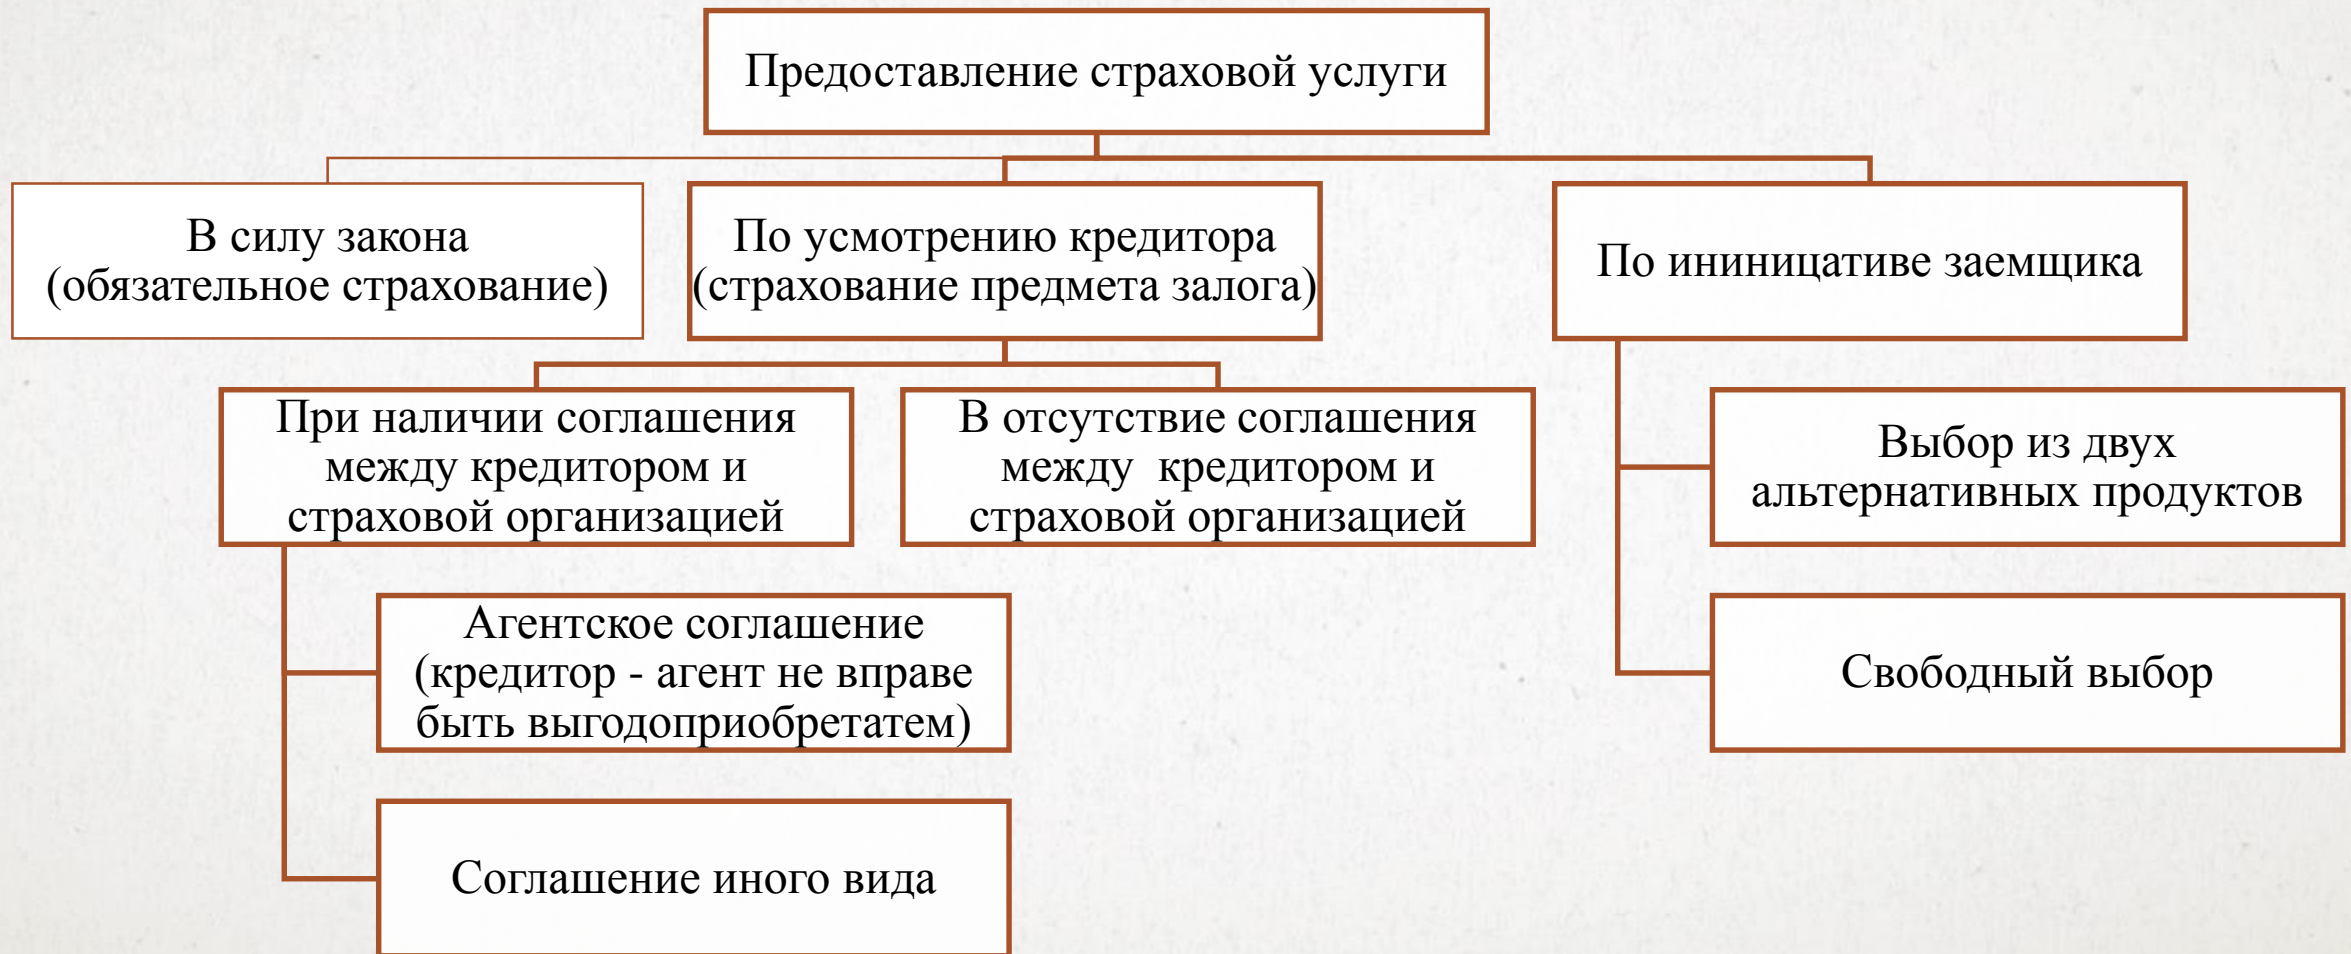 Предоставление страховой услуги
В силу закона
(обязательное страхование)
По усмотрению кредитора
(страхование предмета залога)
По ининицативе заемщика
При наличии соглашения
между кредитором и
страховой организацией
В отсутствие соглашения
между кредитором и
страховой организацией
Выбор из двух
альтернативных продуктов
Агентское соглашение
(кредитор - агент не вправе
быть выгодоприобретатем)
Свободный выбор
Соглашение иного вида